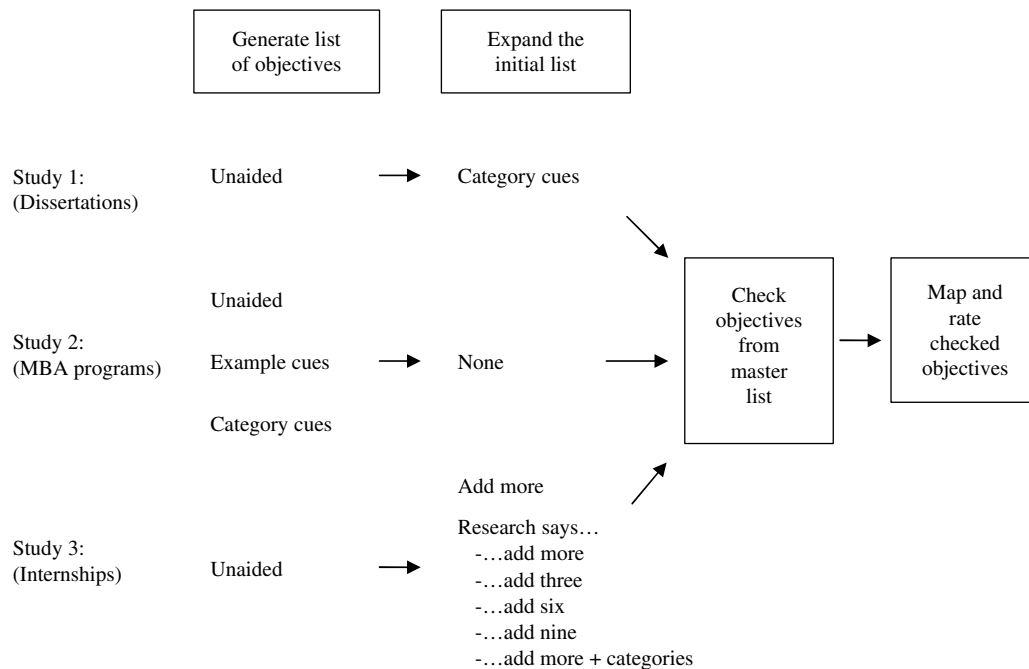 Generate list
of objectives
Expand the
initial list
Study 1:
(Dissertations)
Unaided
Category cues
Study 2:
(MBA programs)
Unaided
Example cues
Category cues
None
Check
objectives
from
master
list
Map and
rate
checked
objectives
Study 3:
(Internships)
Unaided
Add more
Research says…
-…add more
-…add three
-…add six
-…add nine
-…add more + categories